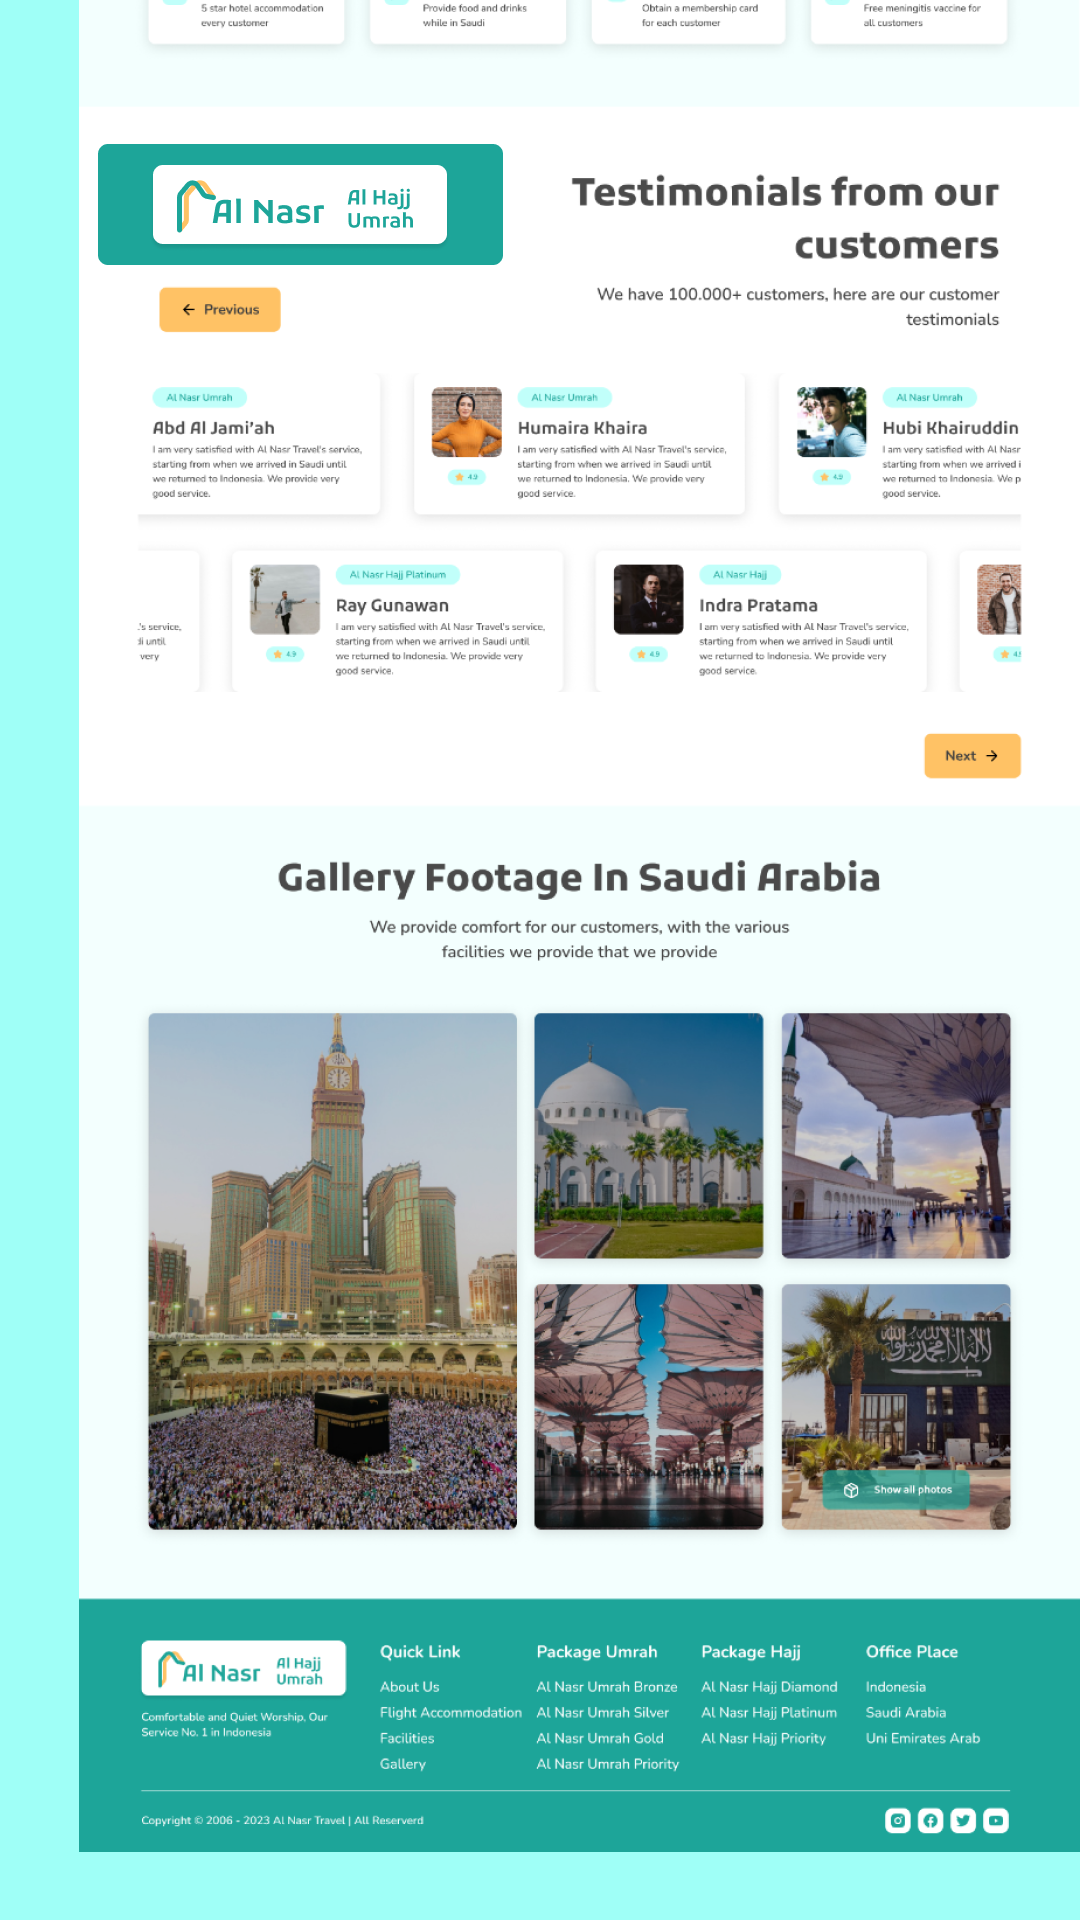 5 star hotel accommodation
every customer
Provide food and drinks
while in Saudi
Obtain a membership card
for each customer
Free meningitis vaccine for
all customers
Al Nasr
Al Hajj
Umrah
Testimonials from our
customers
Previous
We have 100.000+ customers, here are our customer
testimonials
Al Nasr Umrah
Abd Al Jami'ah
I am very satisfied with Al Nasr Travel's service,
starting from when we arrived in Saudi until
we returned to Indonesia. We provide very
good service.
Al Nasr Umrah
Humaira Khaira
I am very satisfied with Al Nasr Travel's service,
starting from when we arrived in Saudi until
we returned to Indonesia. We provide very
good service.
4.9
Al Nasr Umrah
Hubi Khairuddin
I am very satisfied with Al Nasr
starting from when we arrived i
we returned to Indonesia. We p
good service.
4.9
's service,
di until
very
Al Nasr Hajj Platinum
Ray Gunawan
I am very satisfied with Al Nasr Travel's service,
starting from when we arrived in Saudi until
we returned to Indonesia. We provide very
good service.
4.9
Al Nasr Hajj
Indra Pratama
I am very satisfied with Al Nasr Travel's service,
starting from when we arrived in Saudi until
we returned to Indonesia. We provide very
good service.
4.9
Next
Gallery Footage In Saudi Arabia
We provide comfort for our customers, with the various
facilities we provide that we provide
لا إله إلا الله محمد رسول الله
Show all photos
Al Nasr
Al Hajj
Umrah
Comfortable and Quiet Worship, Our
Service No. 1 in Indonesia
Quick Link
About Us
Flight Accommodation
Facilities
Gallery
Package Umrah
Al Nasr Umrah Bronze
Al Nasr Umrah Silver
Al Nasr Umrah Gold
Al Nasr Umrah Priority
Package Hajj
Al Nasr Hajj Diamond
Al Nasr Hajj Platinum
Al Nasr Hajj Priority
Office Place
Indonesia
Saudi Arabia
Uni Emirates Arab
Copyright © 2006 - 2023 Al Nasr Travel | All Reserverd